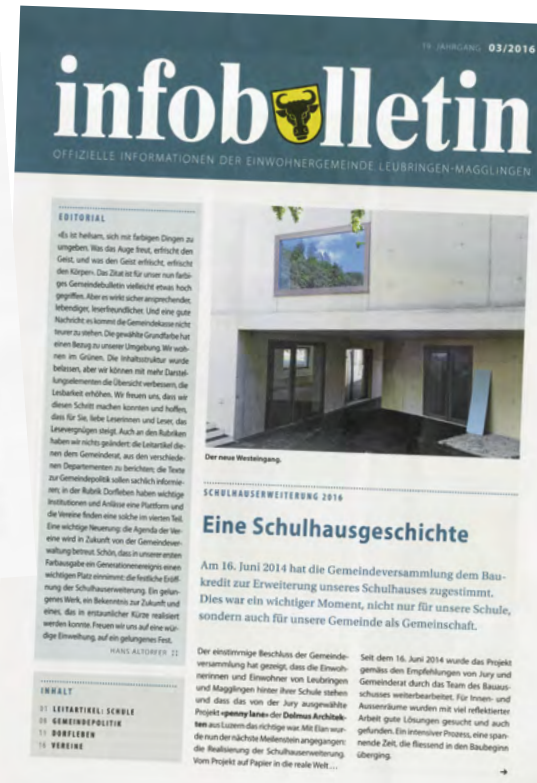 19. JAHRGANG 03/2016
infobulletin
OFFIZIELLE INFORMATIONEN DER EINWOHNERGEMEINDE LEUBRINGEN-MAGGLINGEN
EDITORIAL
«Es ist heilsam, sich mit farbigen Dingen zu
umgeben. Was das Auge freut, erfrischt den
Geist, und was den Geist erfrischt, erfrischt
den Körper». Das Zitat ist für unser nun farbi-
ges Gemeindebulletin vielleicht etwas hoch
gegriffen. Aber es wirkt sicher ansprechender,
lebendiger, leserfreundlicher. Und eine gute
Nachricht: es kommt die Gemeindekasse nicht
teurer zu stehen. Die gewählte Grundfarbe hat
einen Bezug zu unserer Umgebung. Wir woh-
nen im Grünen. Die Inhaltsstruktur wurde
belassen, aber wir können mit mehr Darstel-
lungselementen die Übersicht verbessern, die
Lesbarkeit erhöhen. Wir freuen uns, dass wir
diesen Schritt machen konnten und hoffen,
dass für Sie, liebe Leserinnen und Leser, das
Lesevergnügen steigt. Auch an den Rubriken
haben wir nichts geändert: die Leitartikel die-
nen dem Gemeinderat, aus den verschiede-
nen Departementen zu berichten; die Texte
zur Gemeindepolitik sollen sachlich informie-
ren; in der Rubrik Dorfleben haben wichtige
Institutionen und Anlässe eine Plattform und
die Vereine finden eine solche im vierten Teil.
Eine wichtige Neuerung: die Agenda der Ver-
eine wird in Zukunft von der Gemeindever-
waltung betreut. Schön, dass in unserer ersten
Farbausgabe ein Generationenereignis einen
wichtigen Platz einnimmt: die festliche Eröff-
nung der Schulhauserweiterung. Ein gelun-
genes Werk, ein Bekenntnis zur Zukunft und
eines, das in erstaunlicher Kürze realisiert
werden konnte. Freuen wir uns auf eine wür-
dige Einweihung, auf ein gelungenes Fest.
HANS ALTORFER
INHALT
01 LEITARTIKEL: SCHULE
GEMEINDEPOLITIK
DORFLEBEN
VEREINE
Der neue Westeingang.
SCHULHAUSERWEITERUNG 2016
Eine Schulhausgeschichte
Am 16. Juni 2014 hat die Gemeindeversammlung dem Bau-
kredit zur Erweiterung unseres Schulhauses zugestimmt.
Dies war ein wichtiger Moment, nicht nur für unsere Schule,
sondern auch für unsere Gemeinde als Gemeinschaft.
Der einstimmige Beschluss der Gemeinde-
versammlung hat gezeigt, dass die Einwoh-
nerinnen und Einwohner von Leubringen
und Magglingen hinter ihrer Schule stehen
und dass das von der Jury ausgewählte
Projekt «penny lane» der Dolmus Architek-
ten aus Luzern das richtige war. Mit Elan wur-
de nun der nächste Meilenstein angegangen:
die Realisierung der Schulhauserweiterung.
Vom Projekt auf Papier in die reale Welt ...
Seit dem 16. Juni 2014 wurde das Projekt
gemäss den Empfehlungen von Jury und
Gemeinderat durch das Team des Bauaus-
schusses weiterbearbeitet. Für Innen- und
Aussenräume wurden mit viel reflektierter
Arbeit gute Lösungen gesucht und auch
gefunden. Ein intensiver Prozess, eine span-
nende Zeit, die fliessend in den Baubeginn
überging.